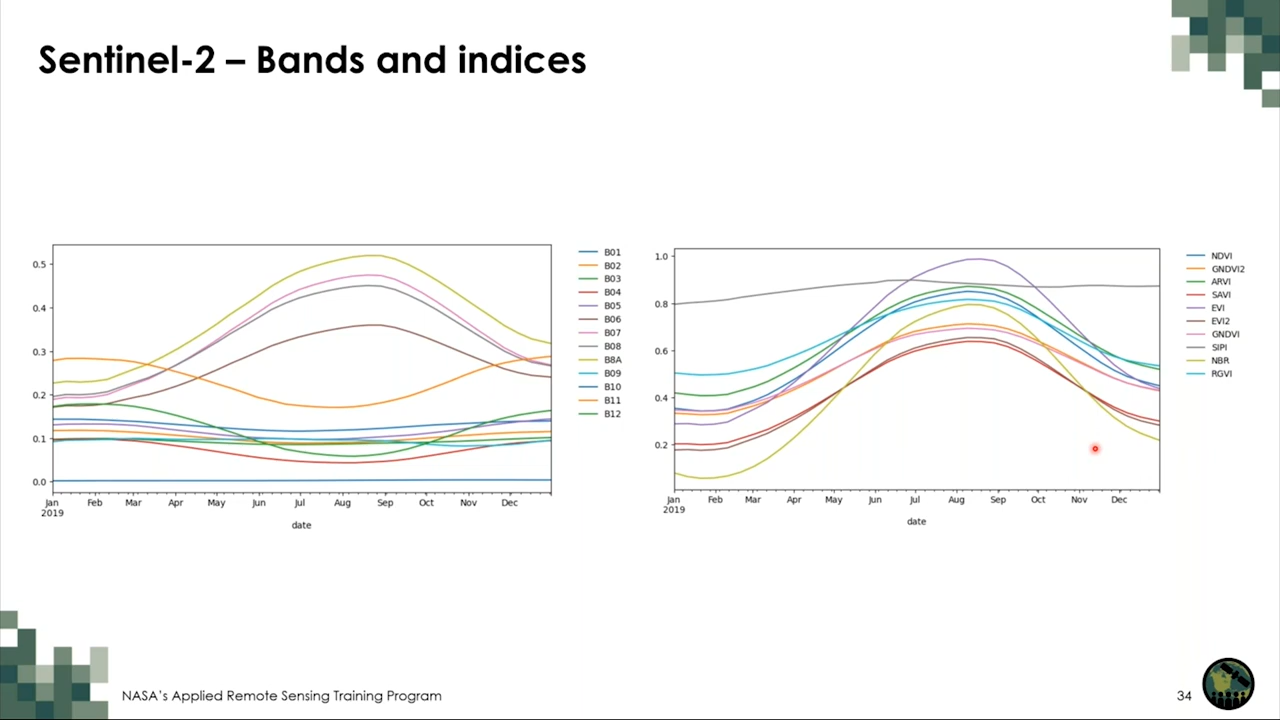 Sentinel-2 – Bands and indices
0.5
0.4
0.3
0.2
0.1
0.0
Jan Feb Mar Apr May Jun Jul Aug Sep Oct Nov Dec
2019
date
B01
B02
B03
B04
B05
B06
B07
B08
B8A
B09
B10
B11
B12
1.0
0.8
0.6
0.4
0.2
Jan Feb Mar Apr May Jun Jul Aug Sep Oct Nov Dec
2019
date
NDVI
GNDVI2
ARVI
SAVI
EVI
EVI2
GNDVI
SIPI
NBR
RGVI
NASA's Applied Remote Sensing Training Program
34